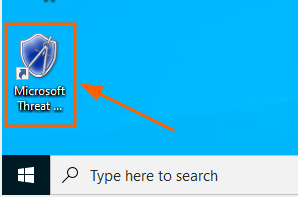 Microsoft
Threat ...
Type here to search